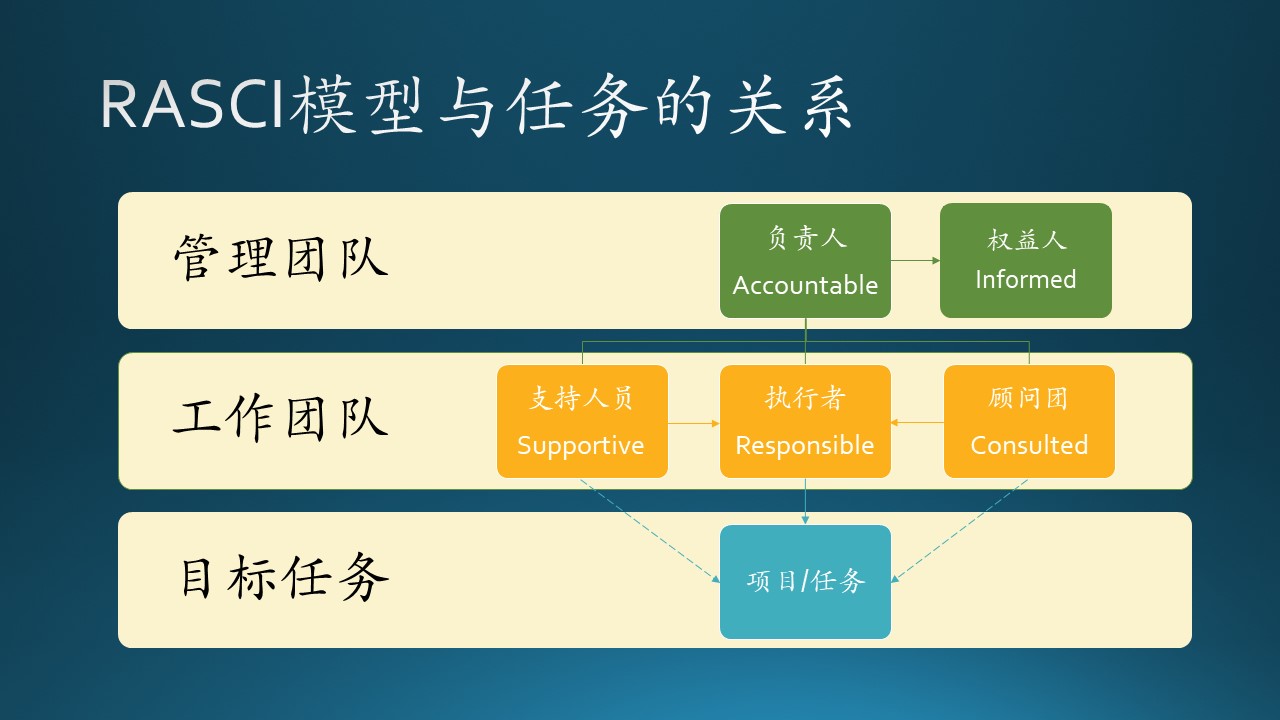 RASCI模型与任务的关系
管理团队
负责人
Accountable
权益人
Informed
工作团队
支持人员
Supportive
执行者
Responsible
顾问团
Consulted
目标任务
项目/任务